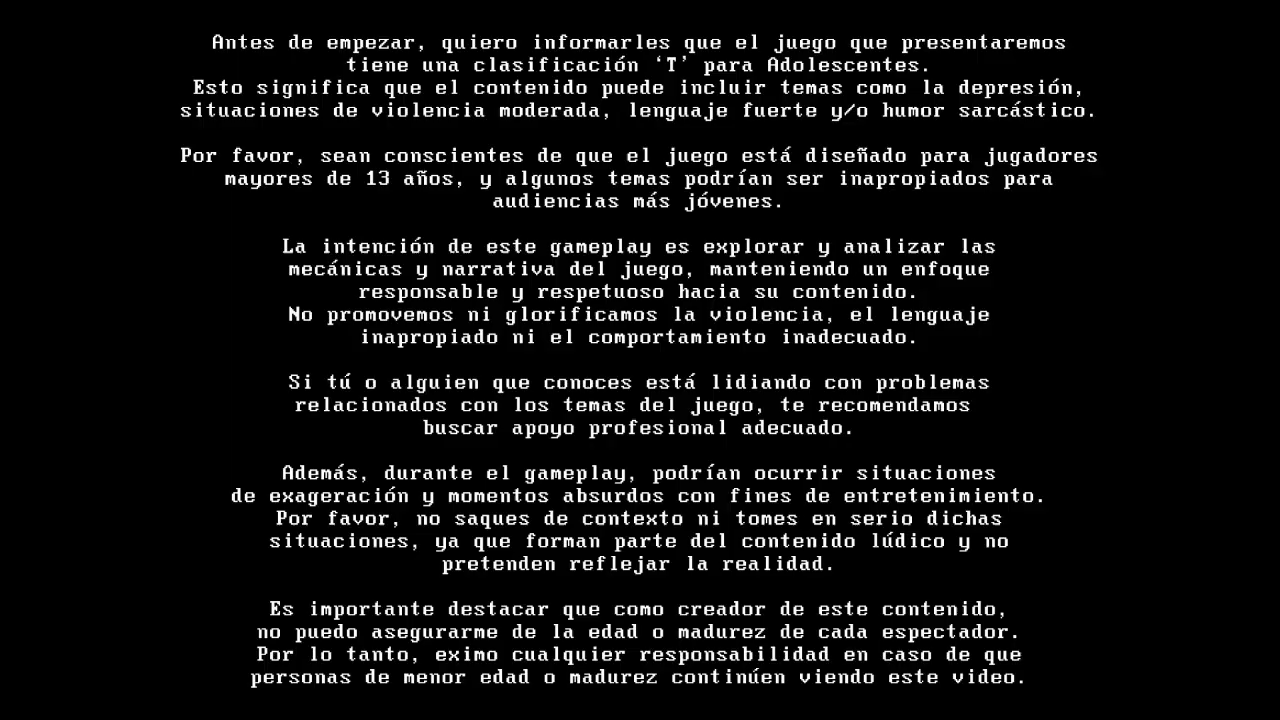 Antes de empezar, quiero informarles que el juego que presentaremos
tiene una clasificación ‘T’ para Adolescentes.
Esto significa que el contenido puede incluir temas como la depresión,
situaciones de violencia moderada, lenguaje fuerte y/o humor sarcástico.
Por favor, sean conscientes de que el juego está diseñado para jugadores
mayores de 13 años, y algunos temas podrían ser inapropiados para
audiencias más jóvenes.
La intención de este gameplay es explorar y analizar las
mecánicas y narrativa del juego, manteniendo un enfoque
responsable y respetuoso hacia su contenido.
No promovemos ni glorificamos la violencia, el lenguaje
inapropiado ni el comportamiento inadecuado.
Si tú o alguien que conoces está lidiando con problemas
relacionados con los temas del juego, te recomendamos
buscar apoyo profesional adecuado.
Además, durante el gameplay, podrían ocurrir situaciones
de exageración y momentos absurdos con fines de entretenimiento.
Por favor, no saques de contexto ni tomes en serio dichas
situaciones, ya que forman parte del contenido lúdico y no
pretenden reflejar la realidad.
Es importante destacar que como creador de este contenido,
no puedo asegurarme de la edad o madurez de cada espectador.
Por lo tanto, eximo cualquier responsabilidad en caso de que
personas de menor edad o madurez continúen viendo este video.